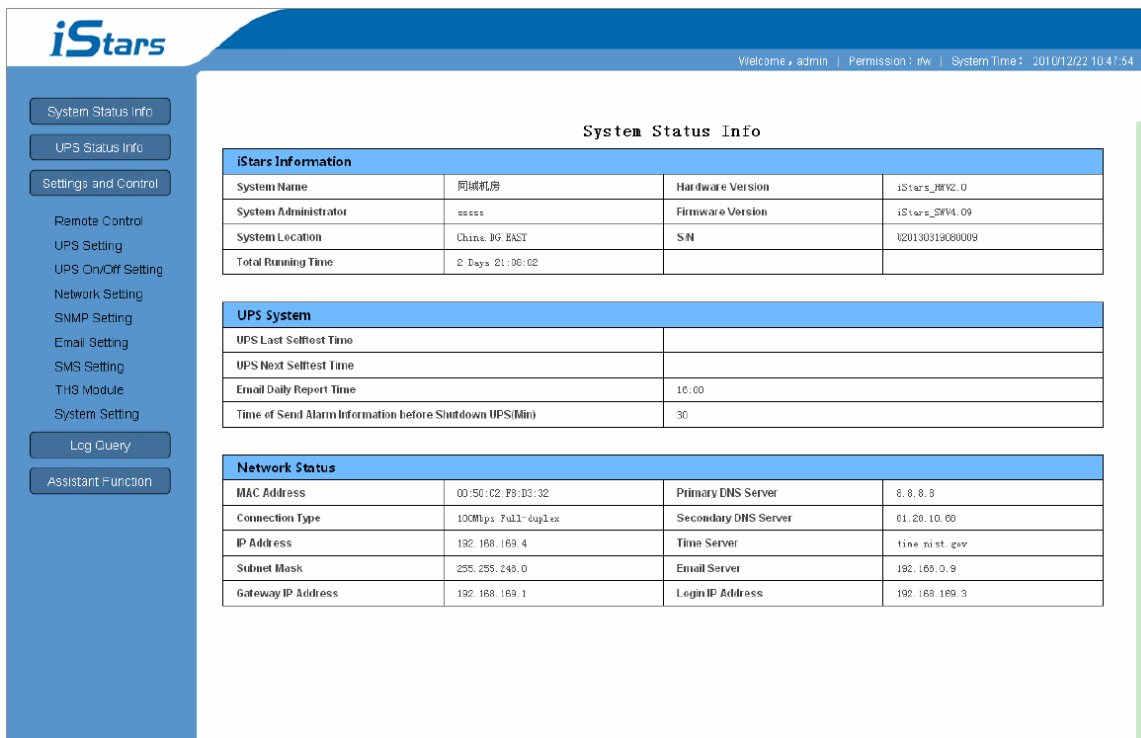 iStars
Welcome, admin | Permission: r/w | System Time: 2010/12/22 10:47:54
System Status Info
UPS Status Info
Settings and Control
Remote Control
UPS Setting
UPS On/Off Setting
Network Setting
SNMP Setting
Email Setting
SMS Setting
THS Module
System Setting
Log Query
Assistant Function
System Status Info
iStars Information
System Name 同城机房 Hardware Version iStars_HWV2.0
System Administrator sssss Firmware Version iStars_SWV4.09
System Location China.DG.EAST S/N V20130319080009
Total Running Time 2 Days 21:08:02
UPS System
UPS Last Selftest Time
UPS Next Selftest Time
Email Daily Report Time 16:00
Time of Send Alarm Information before Shutdown UPS(Min) 30
Network Status
MAC Address 00:50:C2:F8:D3:32 Primary DNS Server 8.8.8.8
Connection Type 100Mbps Full-duplex Secondary DNS Server
IP Address 192.168.169.4 Time Server time.nist.gov
Subnet Mask 255.255.248.0 Email Server 192.168.0.9
Gateway IP Address 192.168.169.1 Login IP Address 192.168.169.3